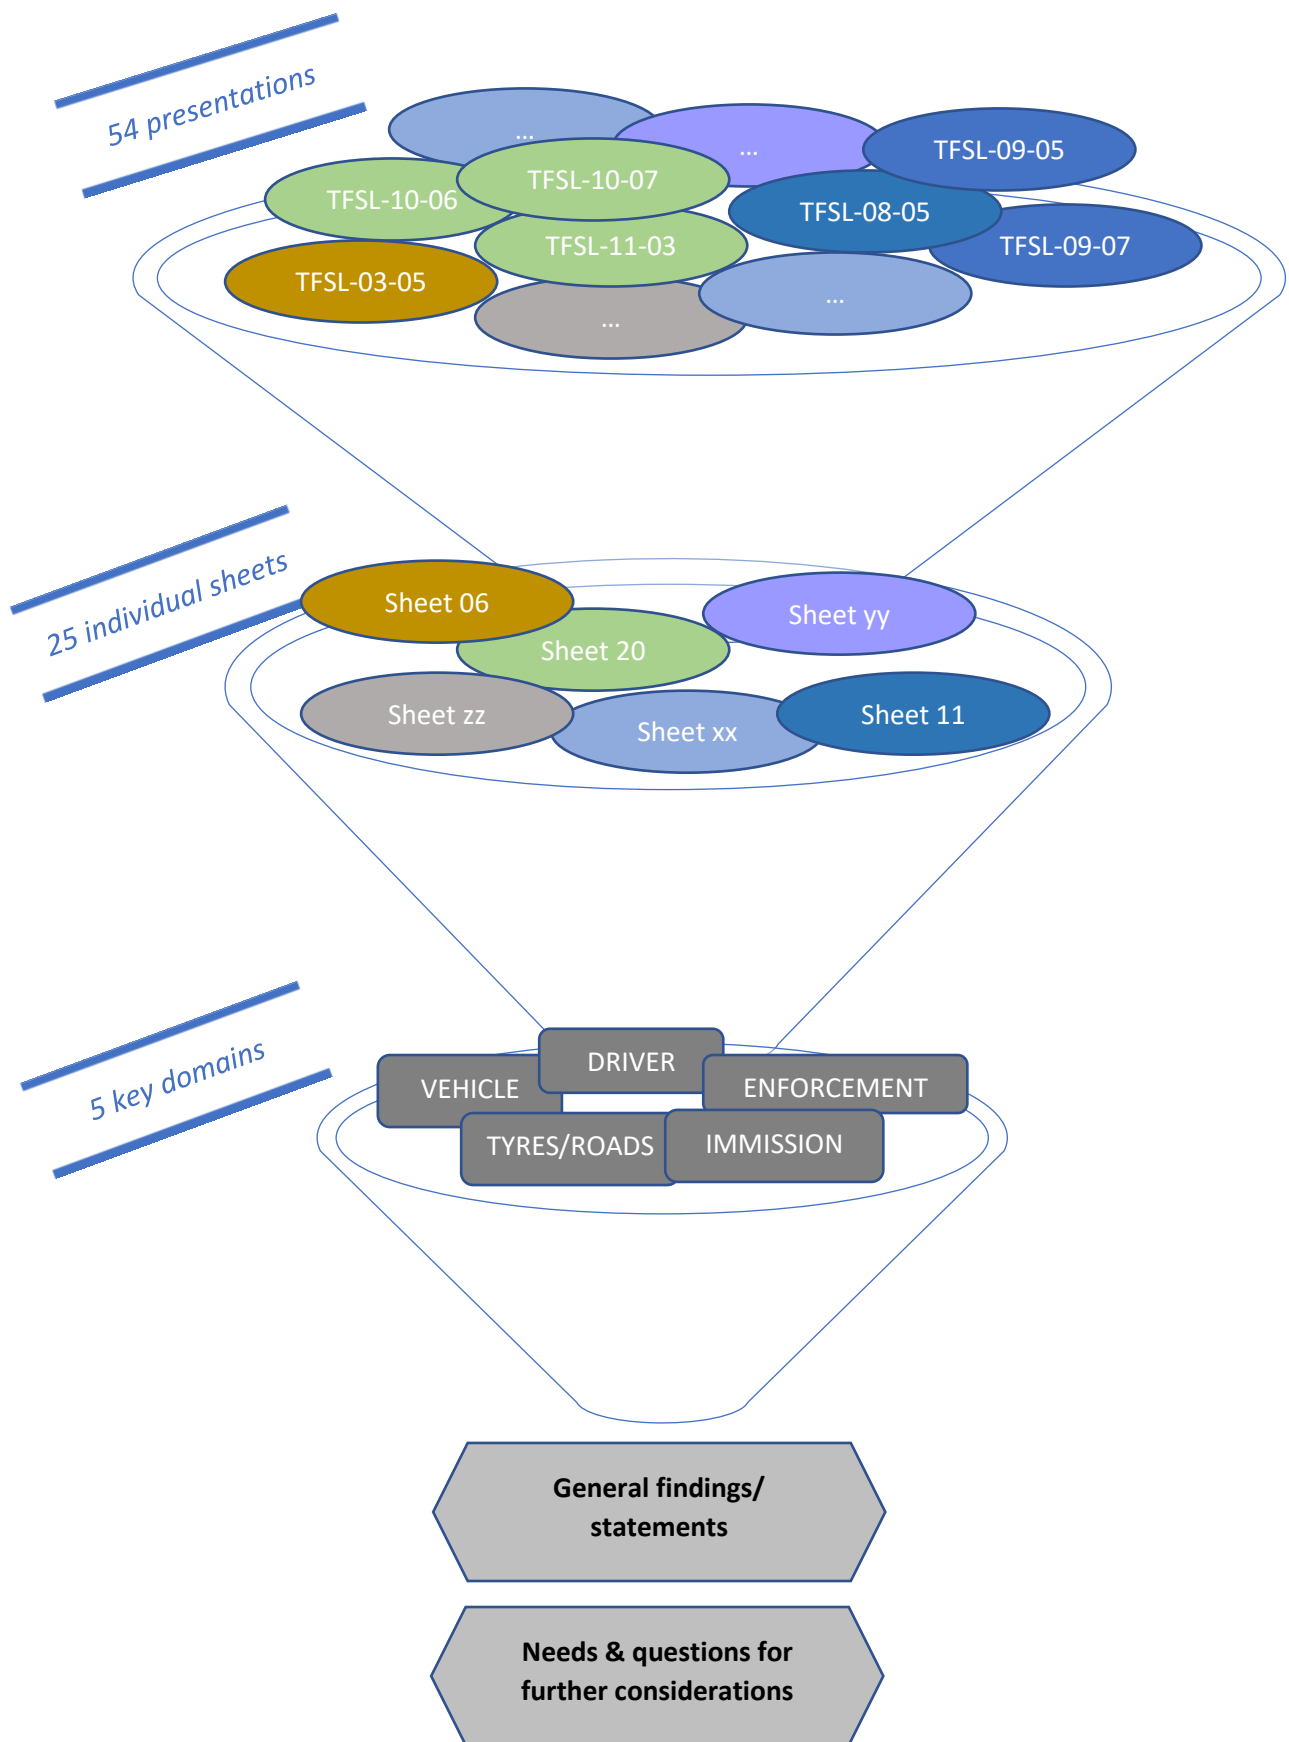 54 presentations
...
...
TFSL-09-05
TFSL-10-07
TFSL-10-06
TFSL-08-05
TFSL-11-03
TFSL-09-07
TFSL-03-05
...
...
25 individual sheets
Sheet 06
Sheet yy
Sheet 20
Sheet zz
Sheet xx
Sheet 11
5 key domains
DRIVER
VEHICLE
ENFORCEMENT
TYRES/ROADS
IMMISSION
General findings/
statements
Needs & questions for
further considerations